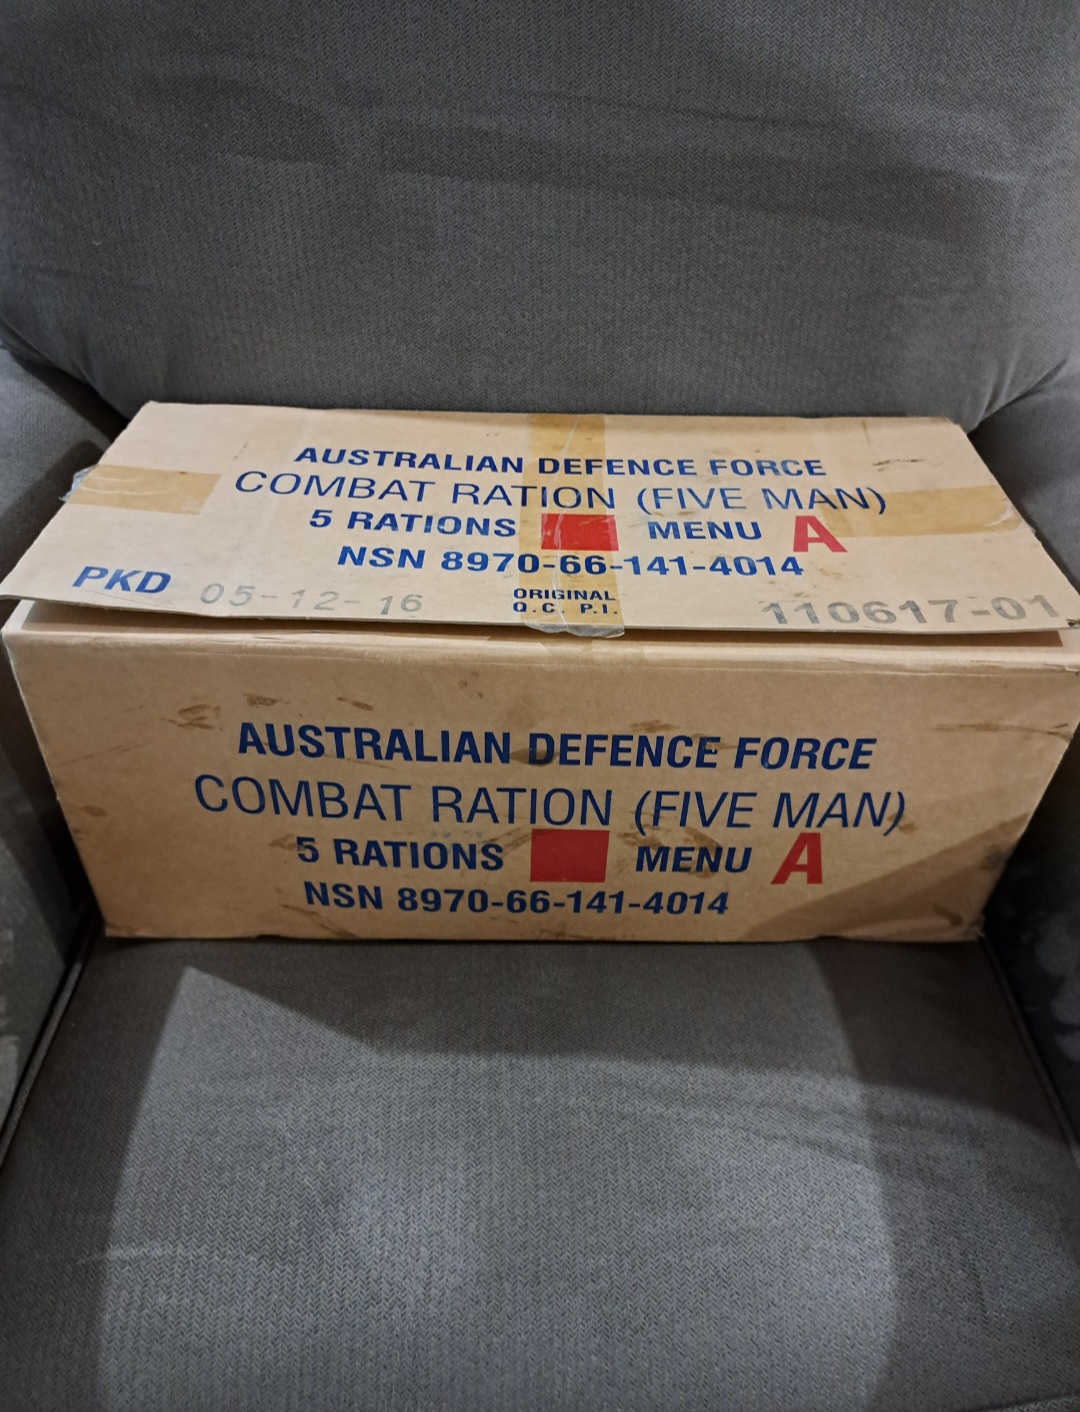 AUSTRALIAN DEFENCE FORCE
COMBAT RATION (FIVE MAN)
5 RATIONS MENU A
NSN 8970-66-141-4014
PKD 05-12-16
ORIGINAL
Q.C. P.I.
110617-01
AUSTRALIAN DEFENCE FORCE
COMBAT RATION (FIVE MAN)
5 RATIONS MENU A
NSN 8970-66-141-4014